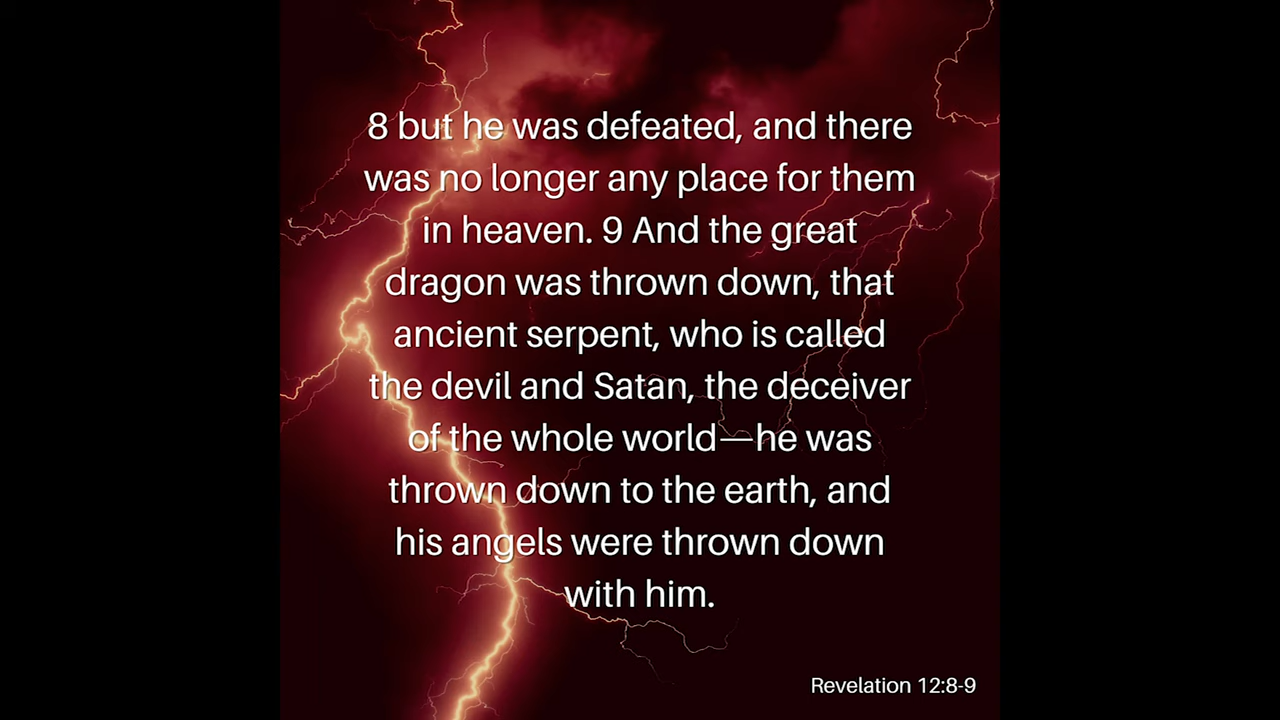 8 but he was defeated, and there
was no longer any place for them
in heaven. 9 And the great
dragon was thrown down, that
ancient serpent, who is called
the devil and Satan, the deceiver
of the whole world—he was
thrown down to the earth, and
his angels were thrown down
with him.
Revelation 12:8-9